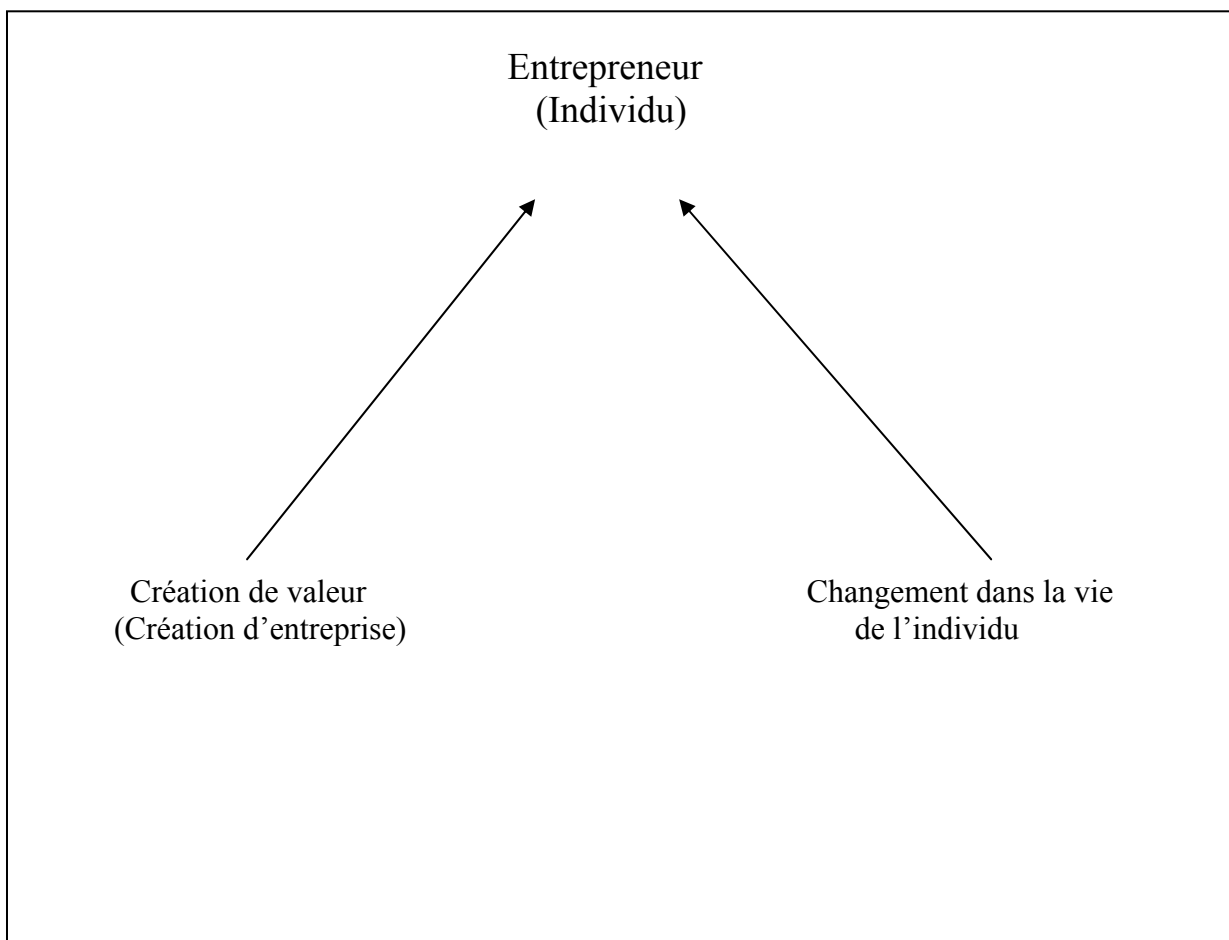 Entrepreneur
(Individu)
Création de valeur
(Création d’entreprise)
Changement dans la vie
de l’individu